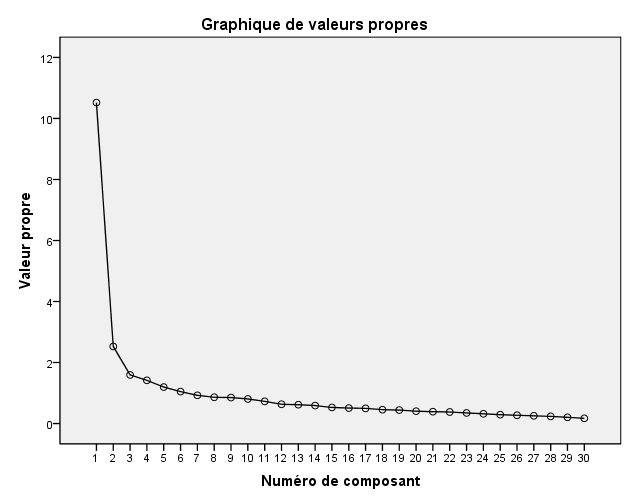 Graphique de valeurs propres
12
10
8
6
4
2
0
Valeur propre
1 2 3 4 5 6 7 8 9 10 11 12 13 14 15 16 17 18 19 20 21 22 23 24 25 26 27 28 29 30
Numéro de composant